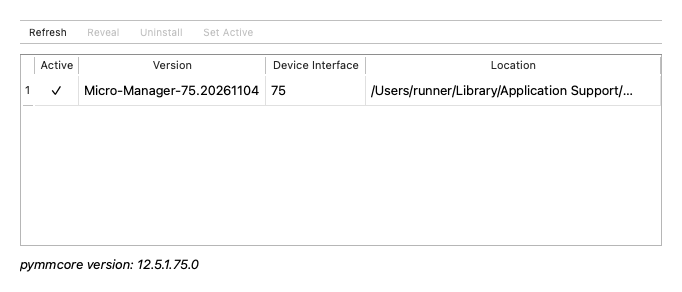 Refresh Reveal Uninstall Set Active
Active Version Device Interface Location
1 ✓ Micro-Manager-75.20261104 75 /Users/runner/Library/Application Support/...
pymmcore version: 12.5.1.75.0